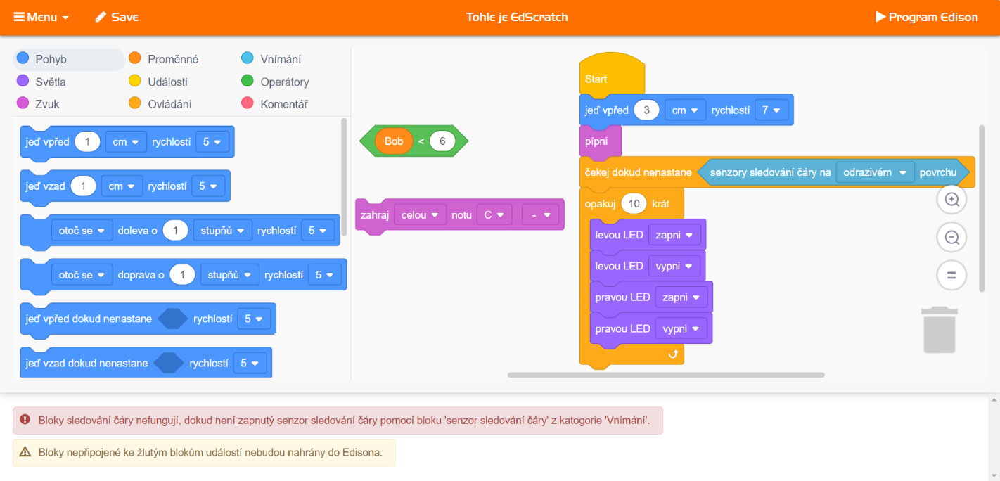 Menu Save Tohle je EdScratch Program Edison
Pohyb Proměnné Vnímání
Světla Události Operátory
Zvuk Ovládání Komentář
jeď vpřed 1 cm rychlostí 5
jeď vzad 1 cm rychlostí 5
otoč se doleva o 1 stupňů rychlostí 5
otoč se doprava o 1 stupňů rychlostí 5
jeď vpřed dokud nenastane rychlostí 5
jeď vzad dokud nenastane rychlostí 5
Bob < 6
zahraj celou notu C -
Start
jeď vpřed 3 cm rychlostí 7
pípni
čekej dokud nenastane senzory sledování čáry na odrazivém povrchu
opakuj 10 krát
levou LED zapni
levou LED vypni
pravou LED zapni
pravou LED vypni
Bloky sledování čáry nefungují, dokud není zapnutý senzor sledování čáry pomocí bloku 'senzor sledování čáry' z kategorie 'Vnímání'.
Bloky nepřipojené ke žlutým blokům událostí nebudou nahrány do Edisona.